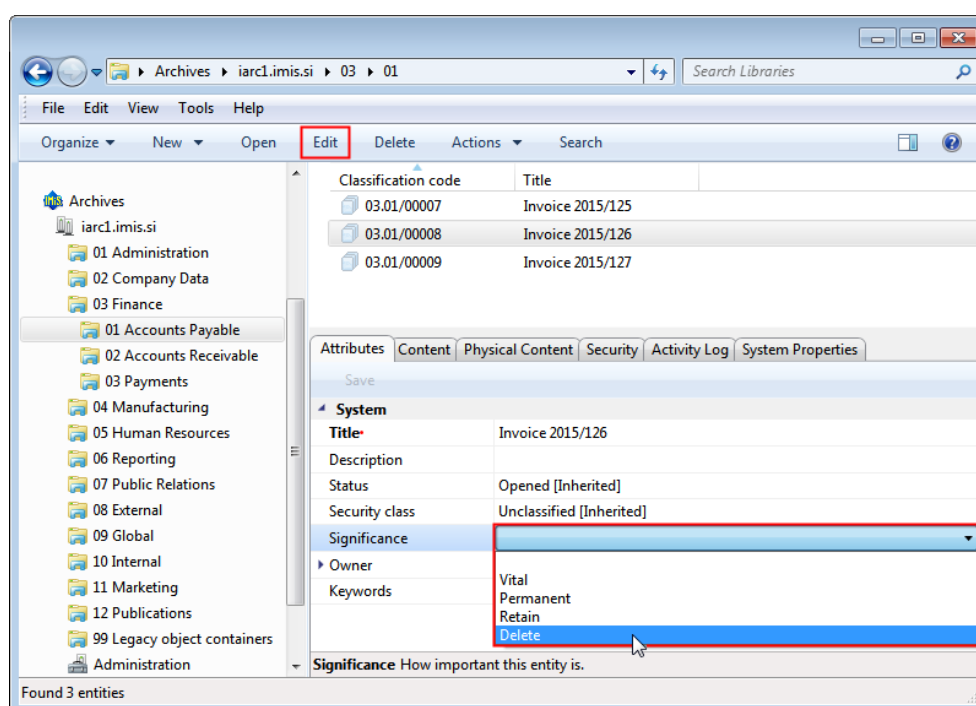 Archives iarc1.imis.si 03 01
Search Libraries
File Edit View Tools Help
Organize New Open Edit Delete Actions Search
Archives
iarc1.imis.si
01 Administration
02 Company Data
03 Finance
01 Accounts Payable
02 Accounts Receivable
03 Payments
04 Manufacturing
05 Human Resources
06 Reporting
07 Public Relations
08 External
09 Global
10 Internal
11 Marketing
12 Publications
99 Legacy object containers
Administration
Classification code Title
03.01/00007 Invoice 2015/125
03.01/00008 Invoice 2015/126
03.01/00009 Invoice 2015/127
Attributes Content Physical Content Security Activity Log System Properties
Save
System
Title• Invoice 2015/126
Description
Status Opened [Inherited]
Security class Unclassified [Inherited]
Significance
Owner
Keywords
Vital
Permanent
Retain
Delete
Significance How important this entity is.
Found 3 entities